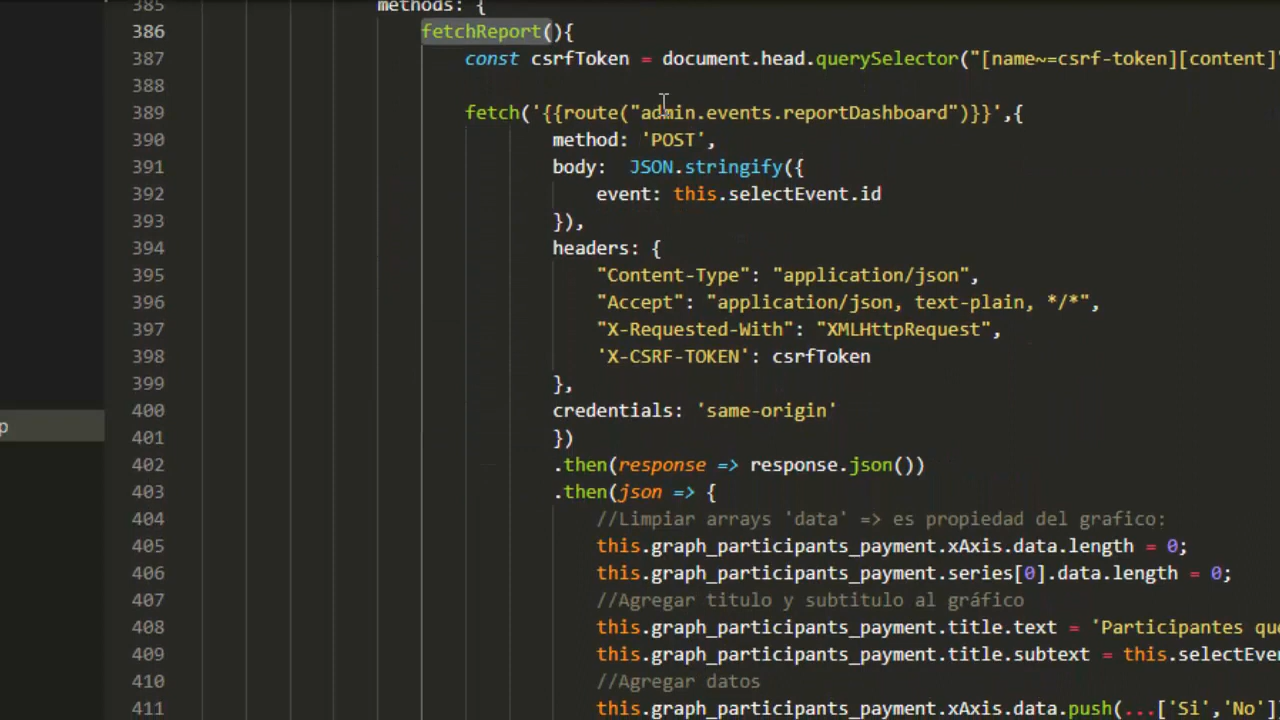 385 methods: {
386 fetchReport(){
387 const csrfToken = document.head.querySelector("[name~=csrf-token][content]"
388
389 fetch('{{route("admin.events.reportDashboard")}}',{
390 method: 'POST',
391 body:  JSON.stringify({
392 event: this.selectEvent.id
393 }),
394 headers: {
395 "Content-Type": "application/json",
396 "Accept": "application/json, text-plain, */*",
397 "X-Requested-With": "XMLHttpRequest",
398 'X-CSRF-TOKEN': csrfToken
399 },
400 credentials: 'same-origin'
401 })
402 .then(response => response.json())
403 .then(json => {
404 //Limpiar arrays 'data' => es propiedad del grafico:
405 this.graph_participants_payment.xAxis.data.length = 0;
406 this.graph_participants_payment.series[0].data.length = 0;
407 //Agregar titulo y subtitulo al gráfico
408 this.graph_participants_payment.title.text = 'Participantes qu
409 this.graph_participants_payment.title.subtext = this.selectEve
410 //Agregar datos
411 this.graph_participants_payment.xAxis.data.push(...['Si','No']
p